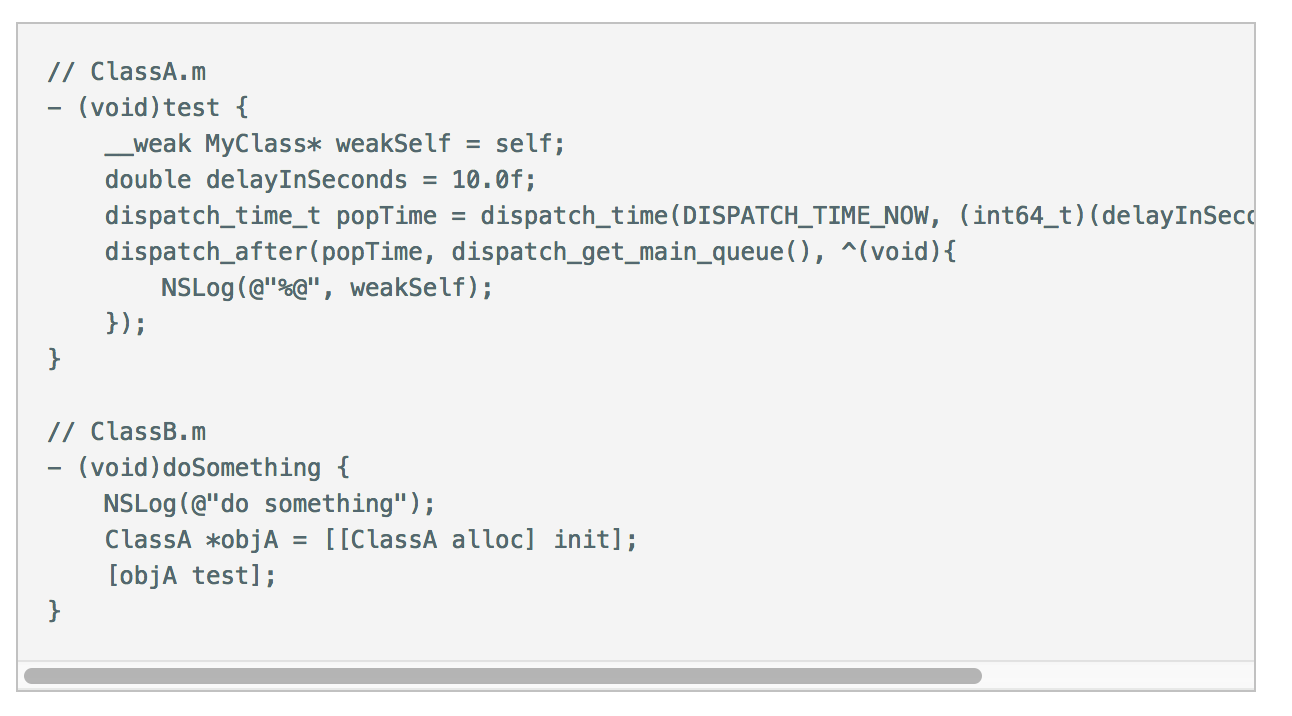 // ClassA.m
- (void)test {
    __weak MyClass* weakSelf = self;
    double delayInSeconds = 10.0f;
    dispatch_time_t popTime = dispatch_time(DISPATCH_TIME_NOW, (int64_t)(delayInSec
    dispatch_after(popTime, dispatch_get_main_queue(), ^(void){
        NSLog(@"%@", weakSelf);
    });
}

// ClassB.m
- (void)doSomething {
    NSLog(@"do something");
    ClassA *objA = [[ClassA alloc] init];
    [objA test];
}